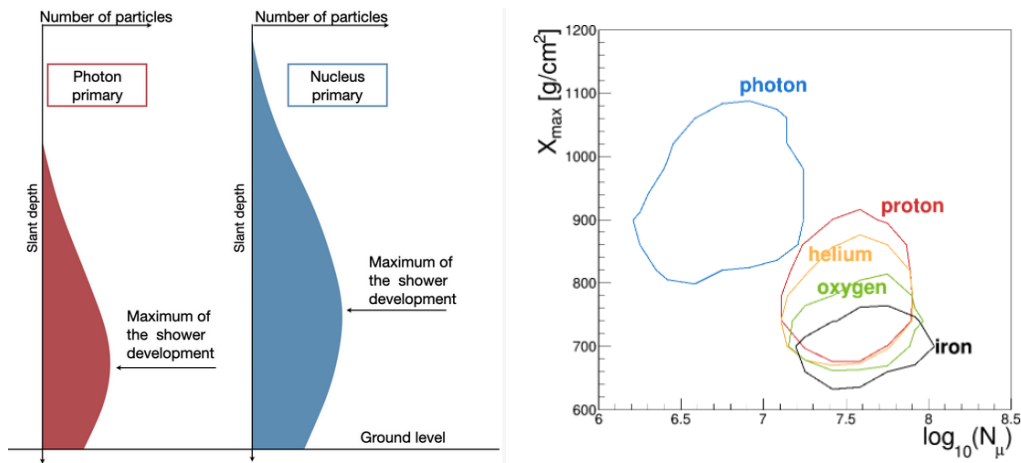 Number of particles
Photon
primary
Slant depth
Maximum of
the shower
development
Number of particles
Nucleus
primary
Slant depth
Maximum of
the shower
development
Ground level
X_max [g/cm²]
1200
1100
1000
900
800
700
600
photon
proton
helium
oxygen
iron
6
6.5
7
7.5
8
8.5
log₁₀(N_μ)